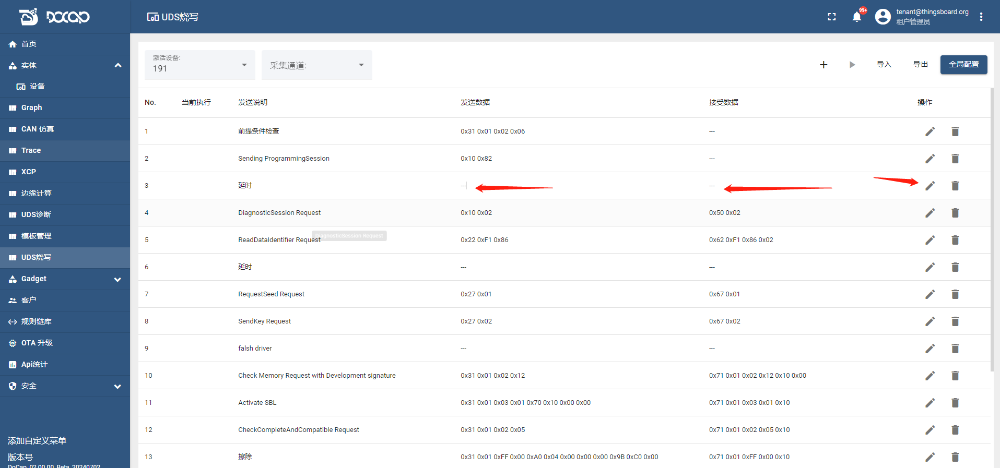 DOCAP
UDS烧写
99+
tenant@thingsboard.org
租户管理员
首页
实体
设备
Graph
CAN 仿真
Trace
XCP
边缘计算
UDS诊断
模板管理
UDS烧写
Gadget
客户
规则链库
OTA 升级
Api统计
安全
添加自定义菜单
版本号
DoCap_02.00.00_Beta_20240702
激活设备:
191
采集通道:
导入
导出
全局配置
No. 当前执行 发送说明 发送数据 接受数据 操作
1 前提条件检查 0x31 0x01 0x02 0x06 ---
2 Sending ProgrammingSession 0x10 0x82 ---
3 延时 --- ---
4 DiagnosticSession Request 0x10 0x02 0x50 0x02
DiagnosticSession Request
5 ReadDataIdentifier Request 0x22 0xF1 0x86 0x62 0xF1 0x86 0x02
6 延时 --- ---
7 RequestSeed Request 0x27 0x01 0x67 0x01
8 SendKey Request 0x27 0x02 0x67 0x02
9 falsh driver --- ---
10 Check Memory Request with Development signature 0x31 0x01 0x02 0x12 0x71 0x01 0x02 0x12 0x10 0x00
11 Activate SBL 0x31 0x01 0x03 0x01 0x70 0x10 0x00 0x00 0x71 0x01 0x03 0x01 0x10
12 CheckCompleteAndCompatible Request 0x31 0x01 0x02 0x05 0x71 0x01 0x02 0x05 0x10
13 擦除 0x31 0x01 0xFF 0x00 0xA0 0x04 0x00 0x00 0x00 0x9B 0xC0 0x00 0x71 0x01 0xFF 0x00 0x10